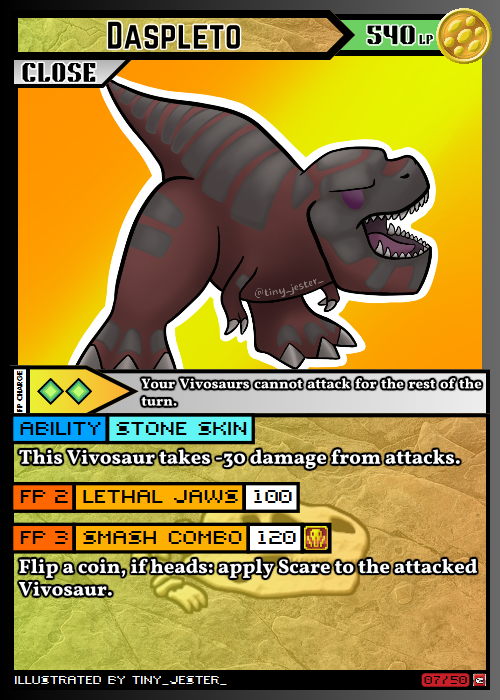 DASPLETO
540 LP
CLOSE
@tiny_jester_
FP CHARGE
Your Vivosaurs cannot attack for the rest of the
turn.
ABILITY STONE SKIN
This Vivosaur takes -30 damage from attacks.
FP 2 LETHAL JAWS 100
FP 3 SMASH COMBO 120
Flip a coin, if heads: apply Scare to the attacked
Vivosaur.
ILLUSTRATED BY TINY_JESTER_ 07/50